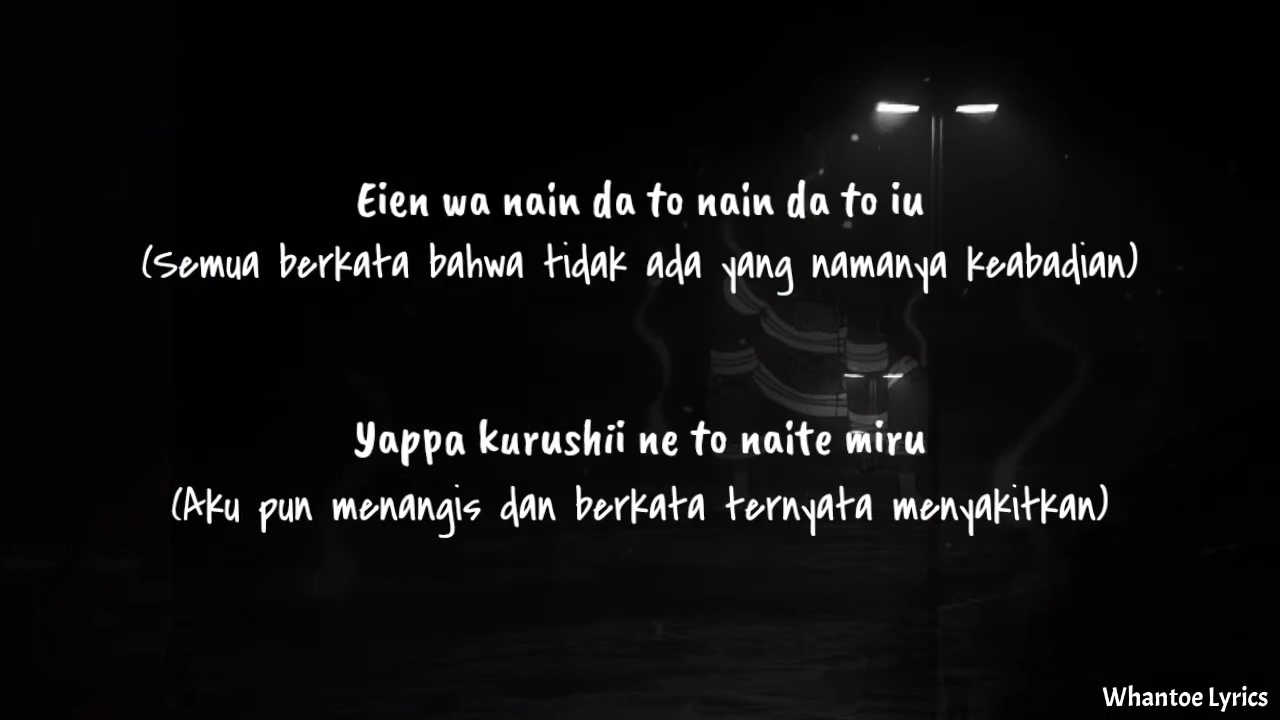 Eien wa nain da to nain da to iu
(Semua berkata bahwa tidak ada yang namanya keabadian)
Yappa kurushii ne to naite miru
(Aku pun menangis dan berkata ternyata menyakitkan)
Whantoe Lyrics